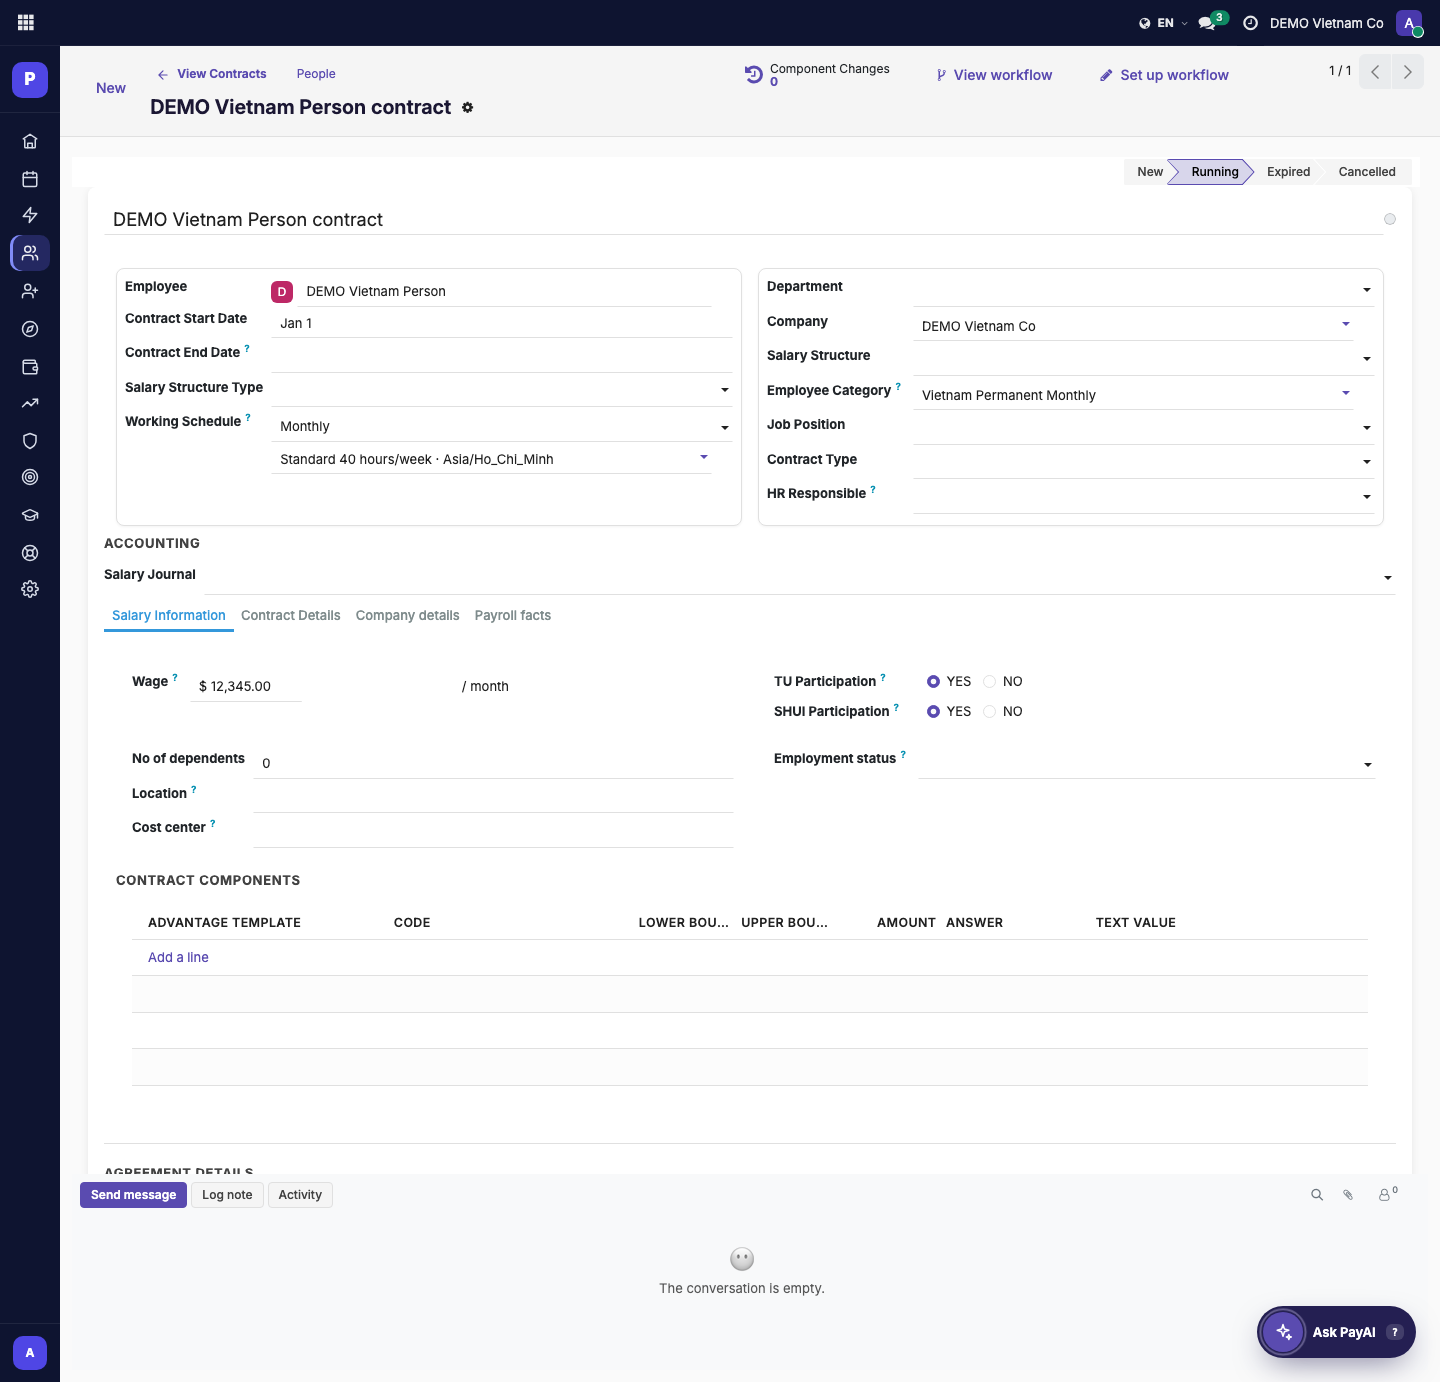 EN
3
DEMO Vietnam Co
A
P
New
View Contracts
People
DEMO Vietnam Person contract
Component Changes
0
View workflow
Set up workflow
1 / 1
New
Running
Expired
Cancelled
DEMO Vietnam Person contract
Employee
D
DEMO Vietnam Person
Contract Start Date
Jan 1
Contract End Date ?
Salary Structure Type
Working Schedule ?
Monthly
Standard 40 hours/week · Asia/Ho_Chi_Minh
Department
Company
DEMO Vietnam Co
Salary Structure
Employee Category ?
Vietnam Permanent Monthly
Job Position
Contract Type
HR Responsible ?
ACCOUNTING
Salary Journal
Salary Information
Contract Details
Company details
Payroll facts
Wage ?
$ 12,345.00
/ month
TU Participation ?
YES
NO
SHUI Participation ?
YES
NO
No of dependents
0
Employment status ?
Location ?
Cost center ?
CONTRACT COMPONENTS
ADVANTAGE TEMPLATE
CODE
LOWER BOU...
UPPER BOU...
AMOUNT
ANSWER
TEXT VALUE
Add a line
AGREEMENT DETAILS
Send message
Log note
Activity
0
The conversation is empty.
Ask PayAI
?
A